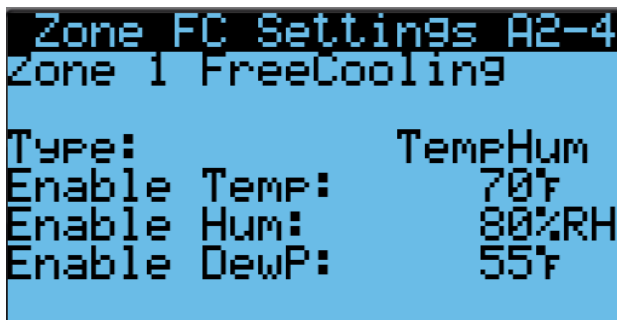 Zone FC Settings A2-4
Zone 1 FreeCooling
Type: TempHum
Enable Temp: 70°F
Enable Hum: 80%RH
Enable DewP: 55°F